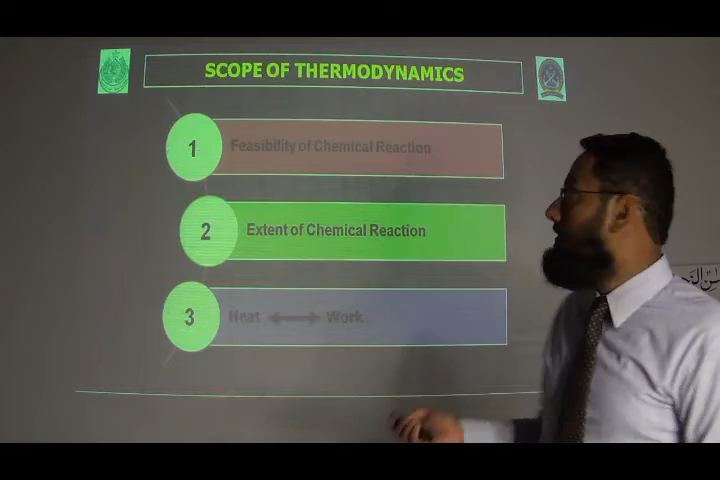 SCOPE OF THERMODYNAMICS
1
Feasibility of Chemical Reaction
2
Extent of Chemical Reaction
3
Heat Work